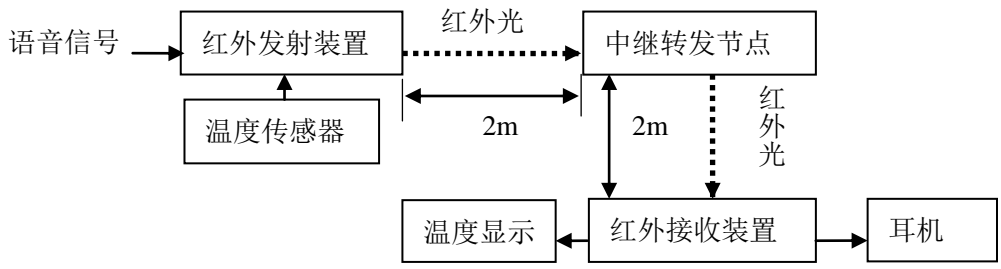 语音信号
红外发射装置
红外光
中继转发节点
温度传感器
2m
2m
红外光
温度显示
红外接收装置
耳机